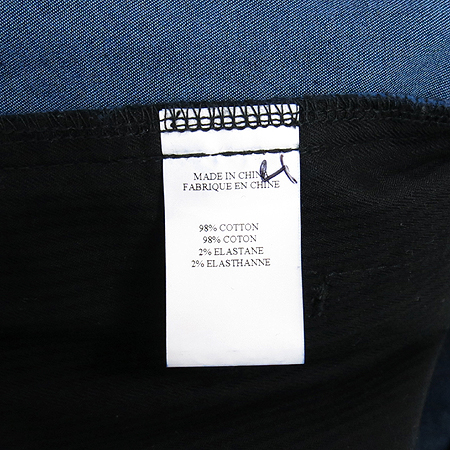 MADE IN CHINA
FABRIQUE EN CHINE
98% COTTON
98% COTON
2% ELASTANE
2% ELASTHANNE